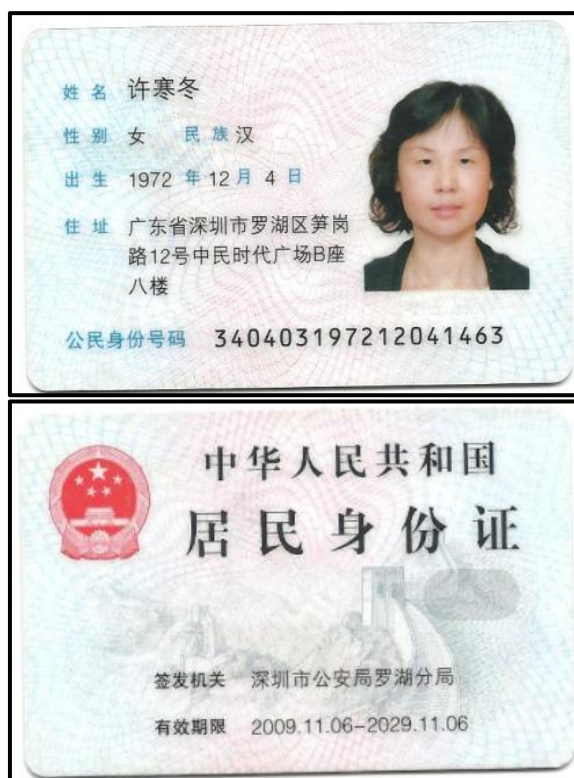 姓名 许寒冬
性别 女 民族 汉
出生 1972 年 12 月 4 日
住址 广东省深圳市罗湖区笋岗
路12号中民时代广场B座
八楼
公民身份号码 340403197212041463
中华人民共和国
居民身份证
签发机关 深圳市公安局罗湖分局
有效期限 2009.11.06-2029.11.06